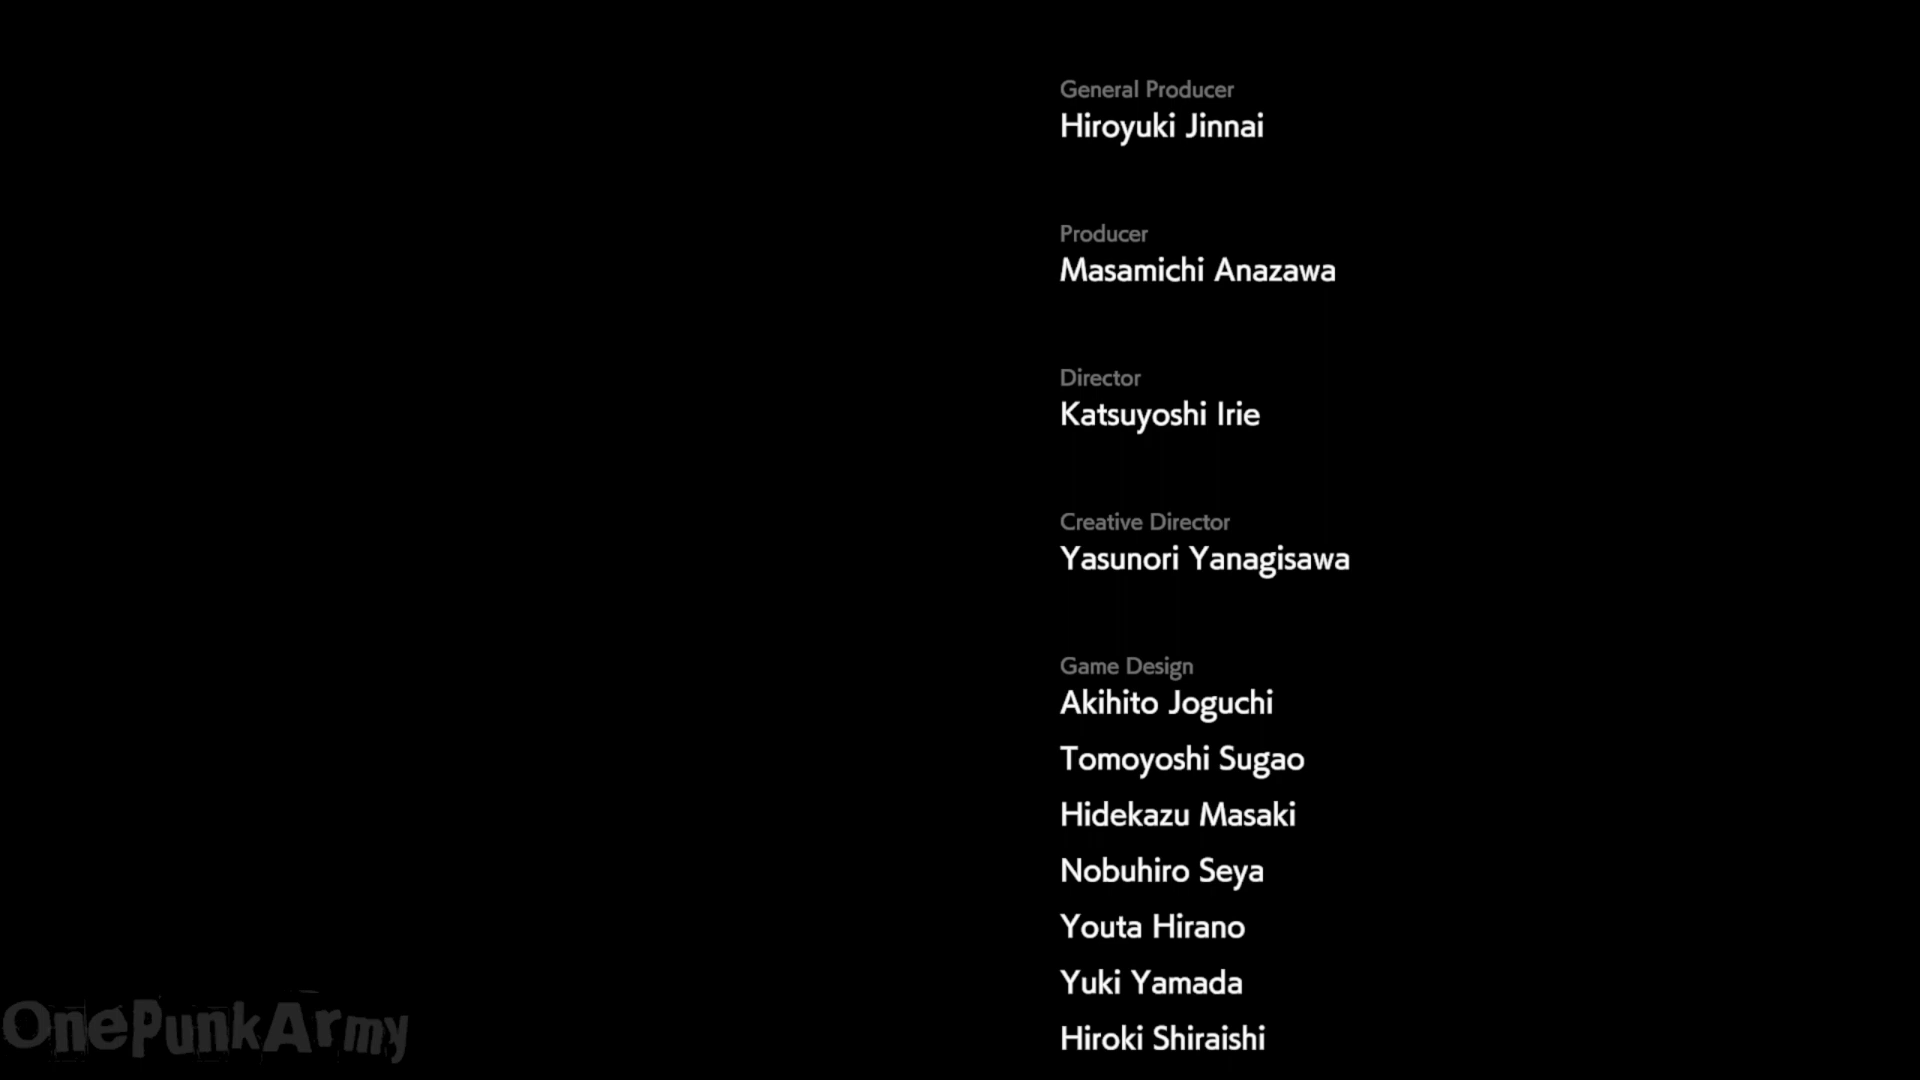 General Producer
Hiroyuki Jinnai
Producer
Masamichi Anazawa
Director
Katsuyoshi Irie
Creative Director
Yasunori Yanagisawa
Game Design
Akihito Joguchi
Tomoyoshi Sugao
Hidekazu Masaki
Nobuhiro Seya
Youta Hirano
Yuki Yamada
Hiroki Shiraishi
OnePunkArmy